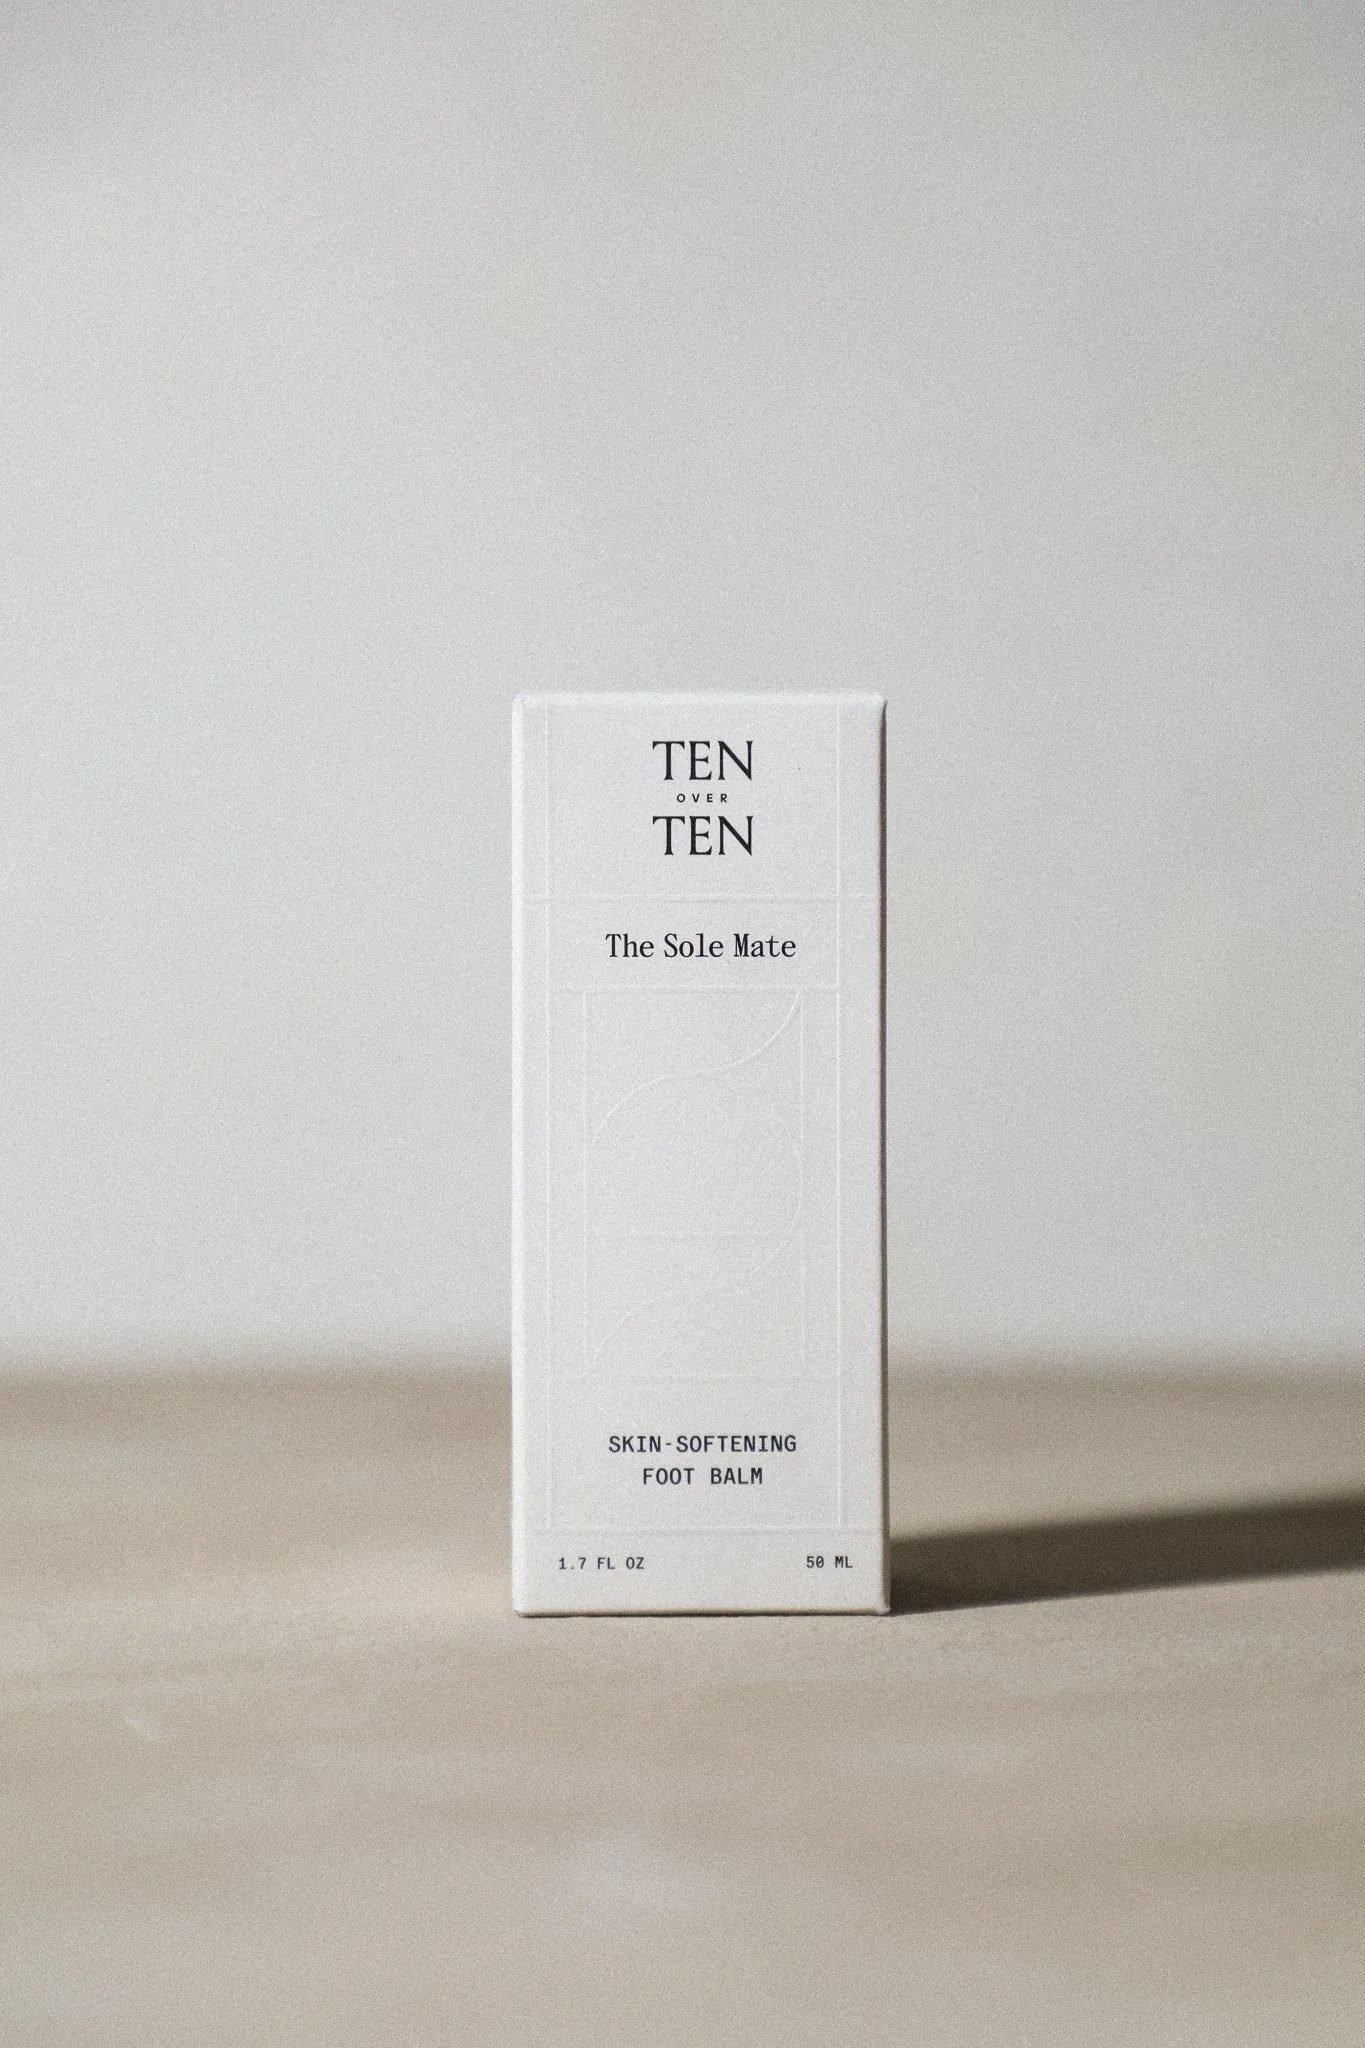 TEN
OVER
TEN
The Sole Mate
SKIN-SOFTENING
FOOT BALM
1.7 FL OZ 50 ML